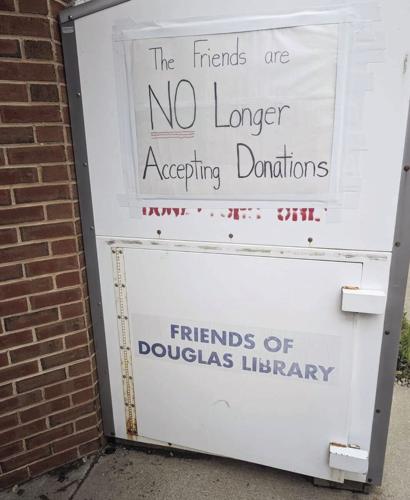 The Friends are
NO Longer
Accepting Donations
FRIENDS OF
DOUGLAS LIBRARY